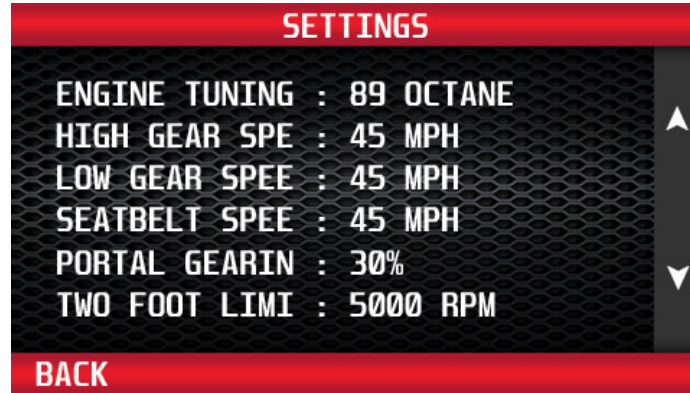 SETTINGS
ENGINE TUNING : 89 OCTANE
HIGH GEAR SPE : 45 MPH
LOW GEAR SPEE : 45 MPH
SEATBELT SPEE : 45 MPH
PORTAL GEARIN : 30%
TWO FOOT LIMI : 5000 RPM
BACK